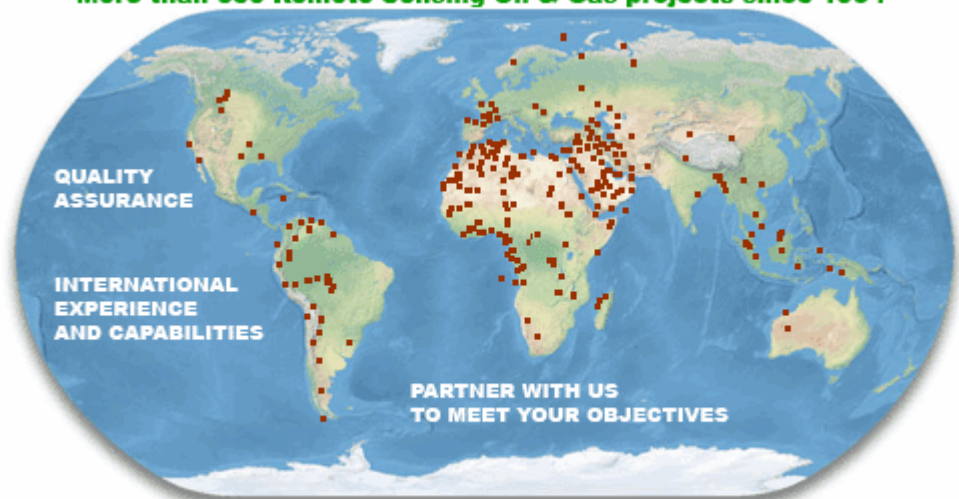 More than Remote Sensing Oil & Gas projects since
QUALITY
ASSURANCE
INTERNATIONAL
EXPERIENCE
AND CAPABILITIES
PARTNER WITH US
TO MEET YOUR OBJECTIVES